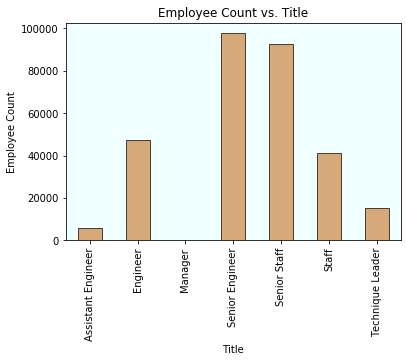 Employee Count vs. Title
Employee Count
100000
80000
60000
40000
20000
0
Assistant Engineer
Engineer
Manager
Senior Engineer
Senior Staff
Staff
Technique Leader
Title